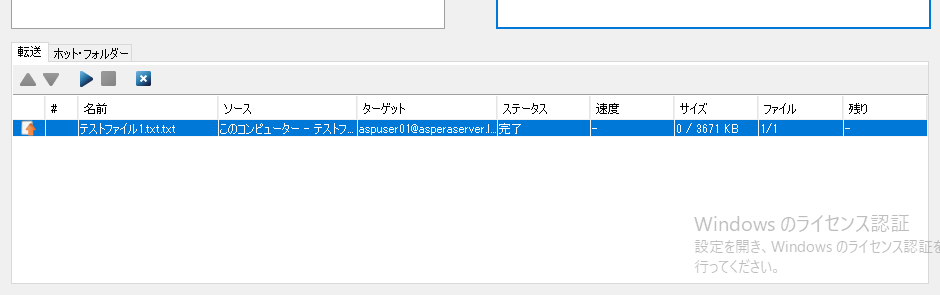 転送 ホット・フォルダー
# 名前 ソース ターゲット ステータス 速度 サイズ ファイル 残り
テストファイル1.txt.txt このコンピューター - テストフ... aspuser01@asperaserver.l... 完了 - 0 / 3671 KB 1/1 -
Windows のライセンス認証
設定を開き、Windows のライセンス認証を
行ってください。